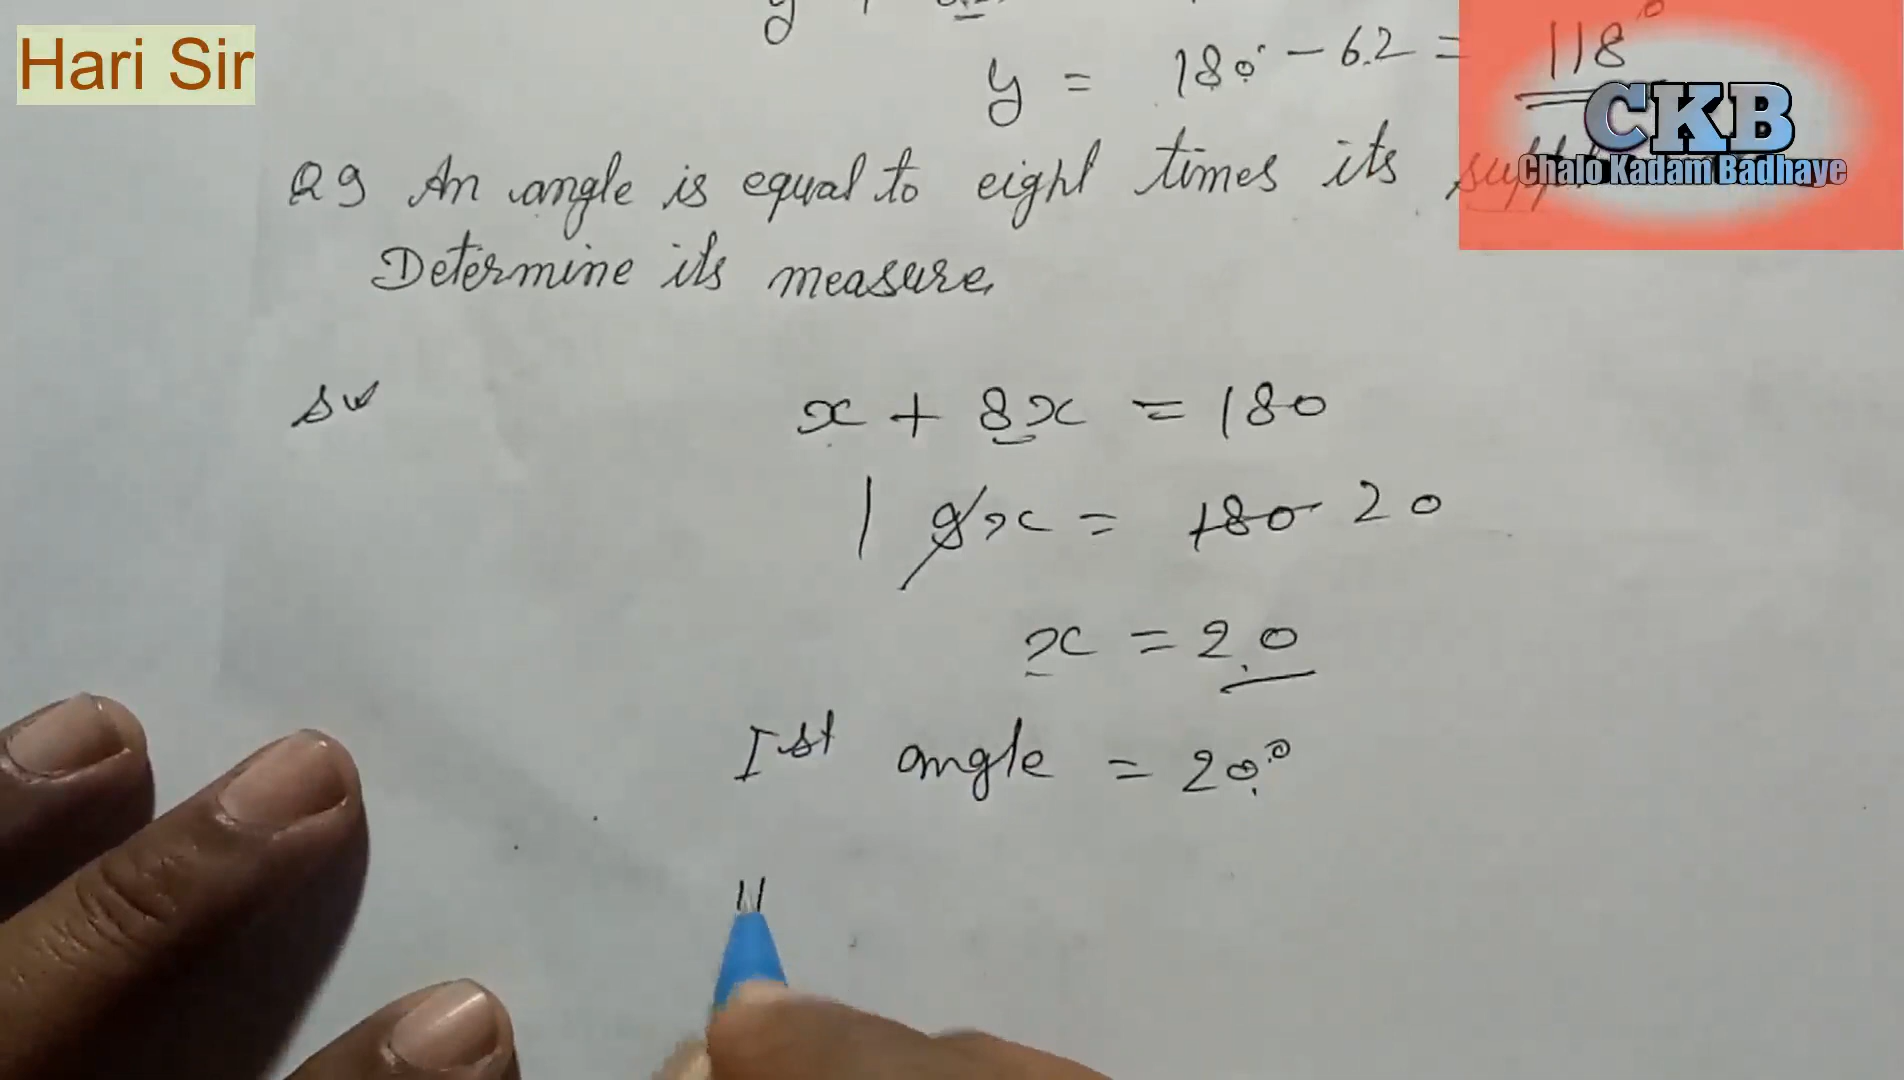 Hari Sir
y = 180° - 62 = 118°
CKB
Chalo Kadam Badhaye
Q9 An angle is equal to eight times its
Determine its measure.
x + 8x = 180
1 9x = 180 20
x = 20
Ist angle = 20°